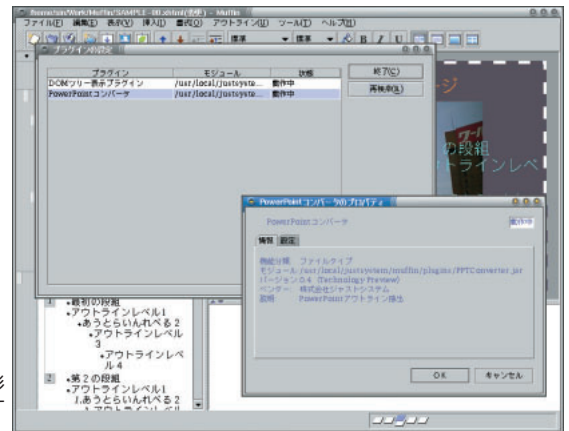 ファイル(F) 編集(E) 表示(V) 挿入(I) 書式(O) アウトライン(U) ツール(T) ヘルプ(H)
標準 標準 B I U
プラグインの設定
プラグイン モジュール 状態
DOMツリー表示プラグイン /usr/local/justsyste... 動作中
PowerPointコンバータ /usr/local/justsyste... 動作中
終了(C)
再検索(R)
ージ
の段組
トラインレベ
PowerPointコンバータのプロパティ
PowerPointコンバータ 動作中
情報 設定
機能分類 ファイルタイプ
モジュール /usr/local/justsystem/muffin/plugins/PPTConverter.jar
バージョン 0.4 (Technology Preview)
ベンダー 株式会社ジャストシステム
説明 PowerPointアウトライン抽出
OK キャンセル
1 •最初の段組
•アウトラインレベル1
•あうとらいんれべる2
•アウトラインレベル
3
•アウトラインレベ
ル4
2 •第2の段組
•アウトラインレベル1
1.あうとらいんれべる2